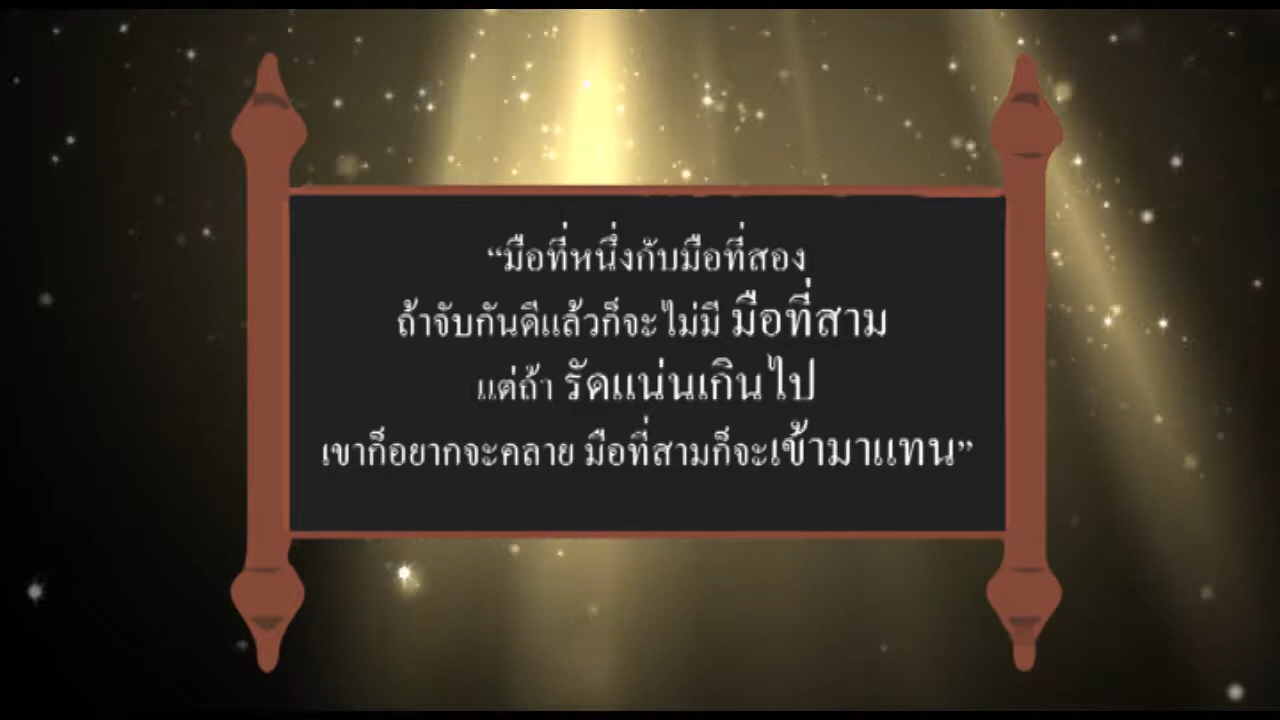 “มือที่หนึ่งกับมือที่สอง
ถ้าจับกันดีแล้วก็จะไม่มี มือที่สาม
แต่ถ้า รัดแน่นเกินไป
เขาก็อยากจะคลาย มือที่สามก็จะเข้ามาแทน”